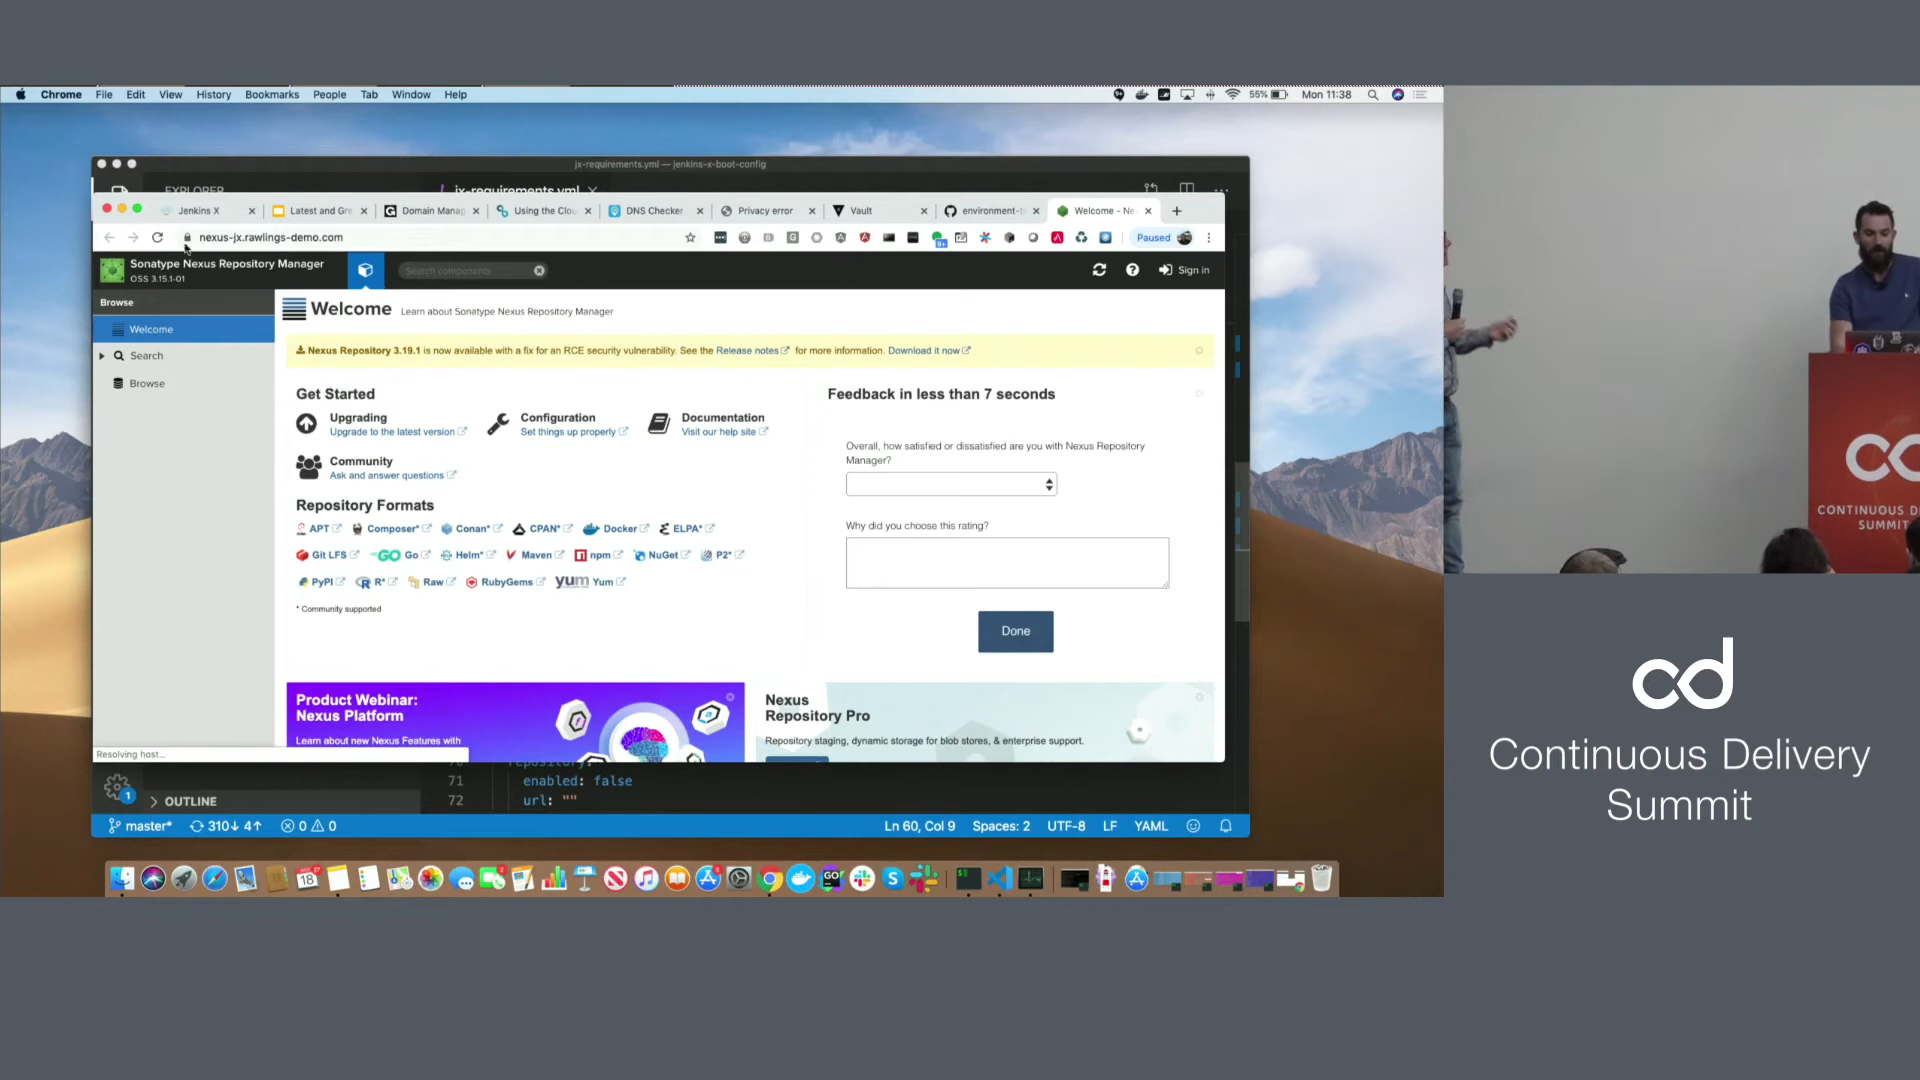 Chrome File Edit View History Bookmarks People Tab Window Help
55% Mon 11:38
jx-requirements.yml — jenkins-x-boot-config
EXPLORER
jx-requirements.yml
Jenkins X
Latest and Gre
Domain Manag
Using the Clou
DNS Checker
Privacy error
Vault
environment-t
Welcome - Ne
nexus-jx.rawlings-demo.com
Paused
Sonatype Nexus Repository Manager
OSS 3.15.1-01
Search components
Sign in
Browse
Welcome
Search
Browse
Welcome Learn about Sonatype Nexus Repository Manager
Nexus Repository 3.19.1 is now available with a fix for an RCE security vulnerability. See the Release notes for more information. Download it now
Get Started
Upgrading
Upgrade to the latest version
Configuration
Set things up properly
Documentation
Visit our help site
Community
Ask and answer questions
Repository Formats
APT Composer* Conan* CPAN* Docker ELPA*
Git LFS GO Go Helm* Maven npm NuGet P2*
PyPI R* Raw RubyGems yum Yum
* Community supported
Feedback in less than 7 seconds
Overall, how satisfied or dissatisfied are you with Nexus Repository
Manager?
Why did you choose this rating?
Done
Product Webinar:
Nexus Platform
Learn about new Nexus Features with
Nexus
Repository Pro
Repository staging, dynamic storage for blob stores, & enterprise support.
Resolving host...
71 enabled: false
72 url: ""
1
OUTLINE
master* 310↓ 4↑ 0 0
Ln 60, Col 9 Spaces: 2 UTF-8 LF YAML
CONTINUOUS D
SUMMIT
cd
Continuous Delivery
Summit